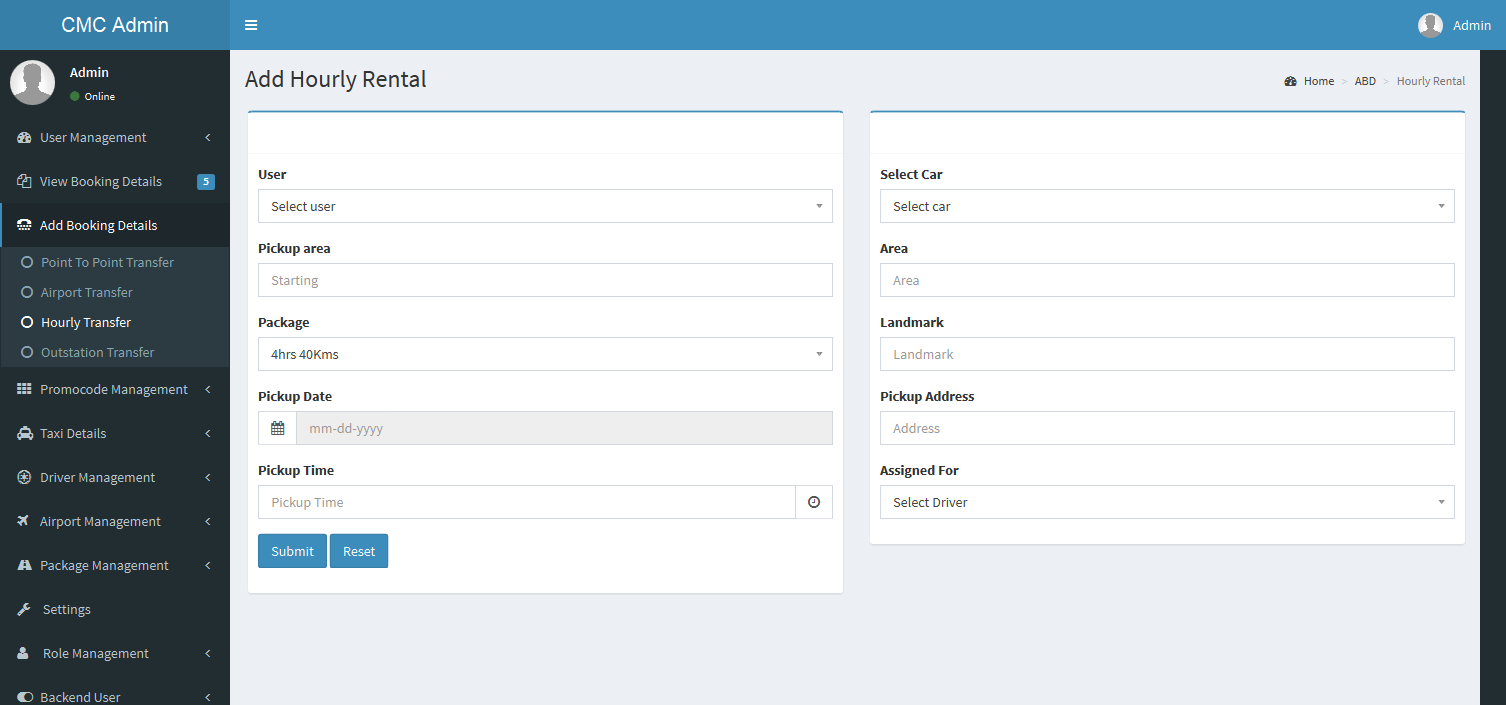 CMC Admin
Admin
Admin
Online
User Management
View Booking Details 5
Add Booking Details
Point To Point Transfer
Airport Transfer
Hourly Transfer
Outstation Transfer
Promocode Management
Taxi Details
Driver Management
Airport Management
Package Management
Settings
Role Management
Backend User
Add Hourly Rental
Home > ABD > Hourly Rental
User
Select user
Pickup area
Starting
Package
4hrs 40Kms
Pickup Date
mm-dd-yyyy
Pickup Time
Pickup Time
Submit Reset
Select Car
Select car
Area
Area
Landmark
Landmark
Pickup Address
Address
Assigned For
Select Driver